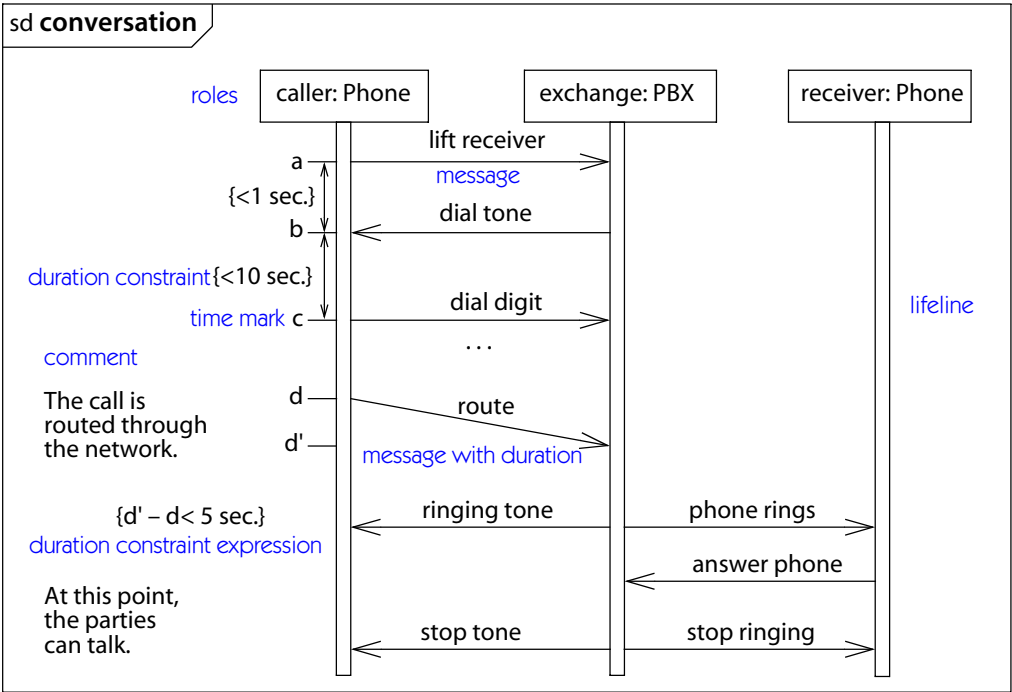 sd conversation
roles
caller: Phone
exchange: PBX
receiver: Phone
lift receiver
a
message
{<1 sec.}
dial tone
b
duration constraint {<10 sec.}
dial digit
lifeline
time mark c
. . .
comment
The call is
routed through
the network.
d
route
d'
message with duration
{d' – d< 5 sec.}
ringing tone
phone rings
duration constraint expression
answer phone
At this point,
the parties
can talk.
stop tone
stop ringing